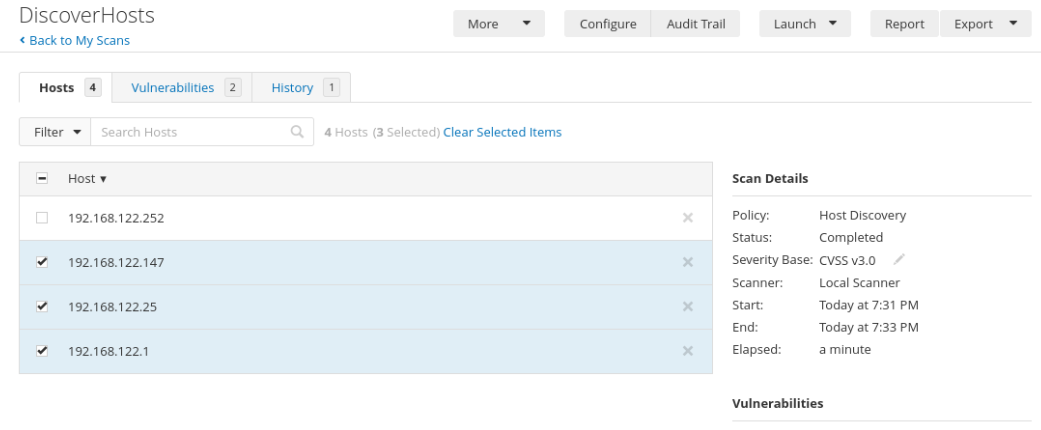 DiscoverHosts
Back to My Scans
More
Configure
Audit Trail
Launch
Report
Export
Hosts 4
Vulnerabilities 2
History 1
Filter
Search Hosts
4 Hosts (3 Selected) Clear Selected Items
Host
192.168.122.252
192.168.122.147
192.168.122.25
192.168.122.1
Scan Details
Policy: Host Discovery
Status: Completed
Severity Base: CVSS v3.0
Scanner: Local Scanner
Start: Today at 7:31 PM
End: Today at 7:33 PM
Elapsed: a minute
Vulnerabilities